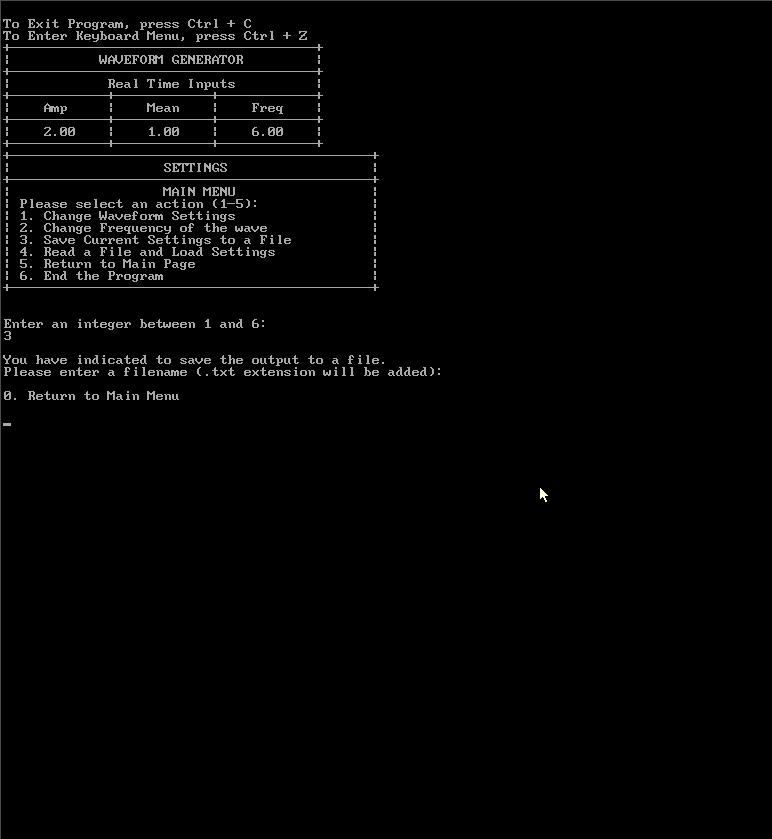 To Exit Program, press Ctrl + C
To Enter Keyboard Menu, press Ctrl + Z
WAVEFORM GENERATOR
Real Time Inputs
Amp Mean Freq
2.00 1.00 6.00
SETTINGS
MAIN MENU
Please select an action (1-5):
1. Change Waveform Settings
2. Change Frequency of the wave
3. Save Current Settings to a File
4. Read a File and Load Settings
5. Return to Main Page
6. End the Program
Enter an integer between 1 and 6:
3
You have indicated to save the output to a file.
Please enter a filename (.txt extension will be added):
0. Return to Main Menu